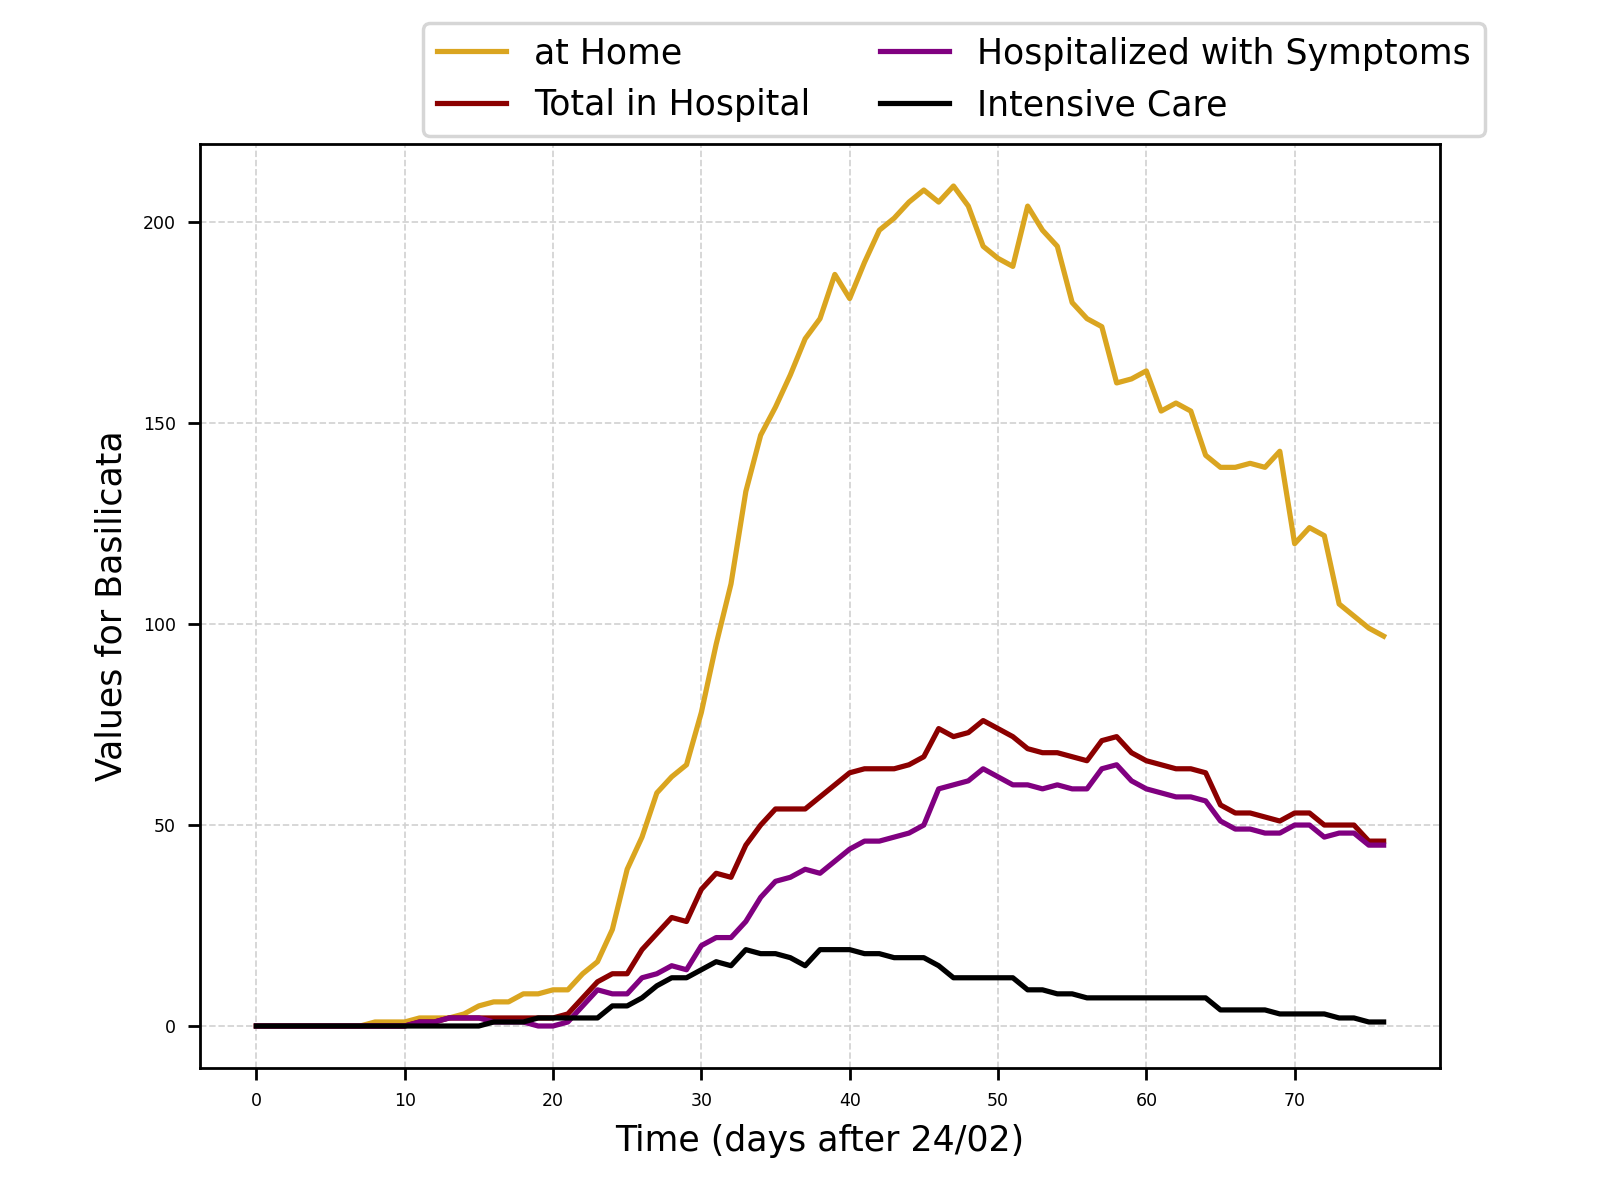 at Home
Total in Hospital
Hospitalized with Symptoms
Intensive Care
Values for Basilicata
200
150
100
50
0
0 10 20 30 40 50 60 70
Time (days after 24/02)